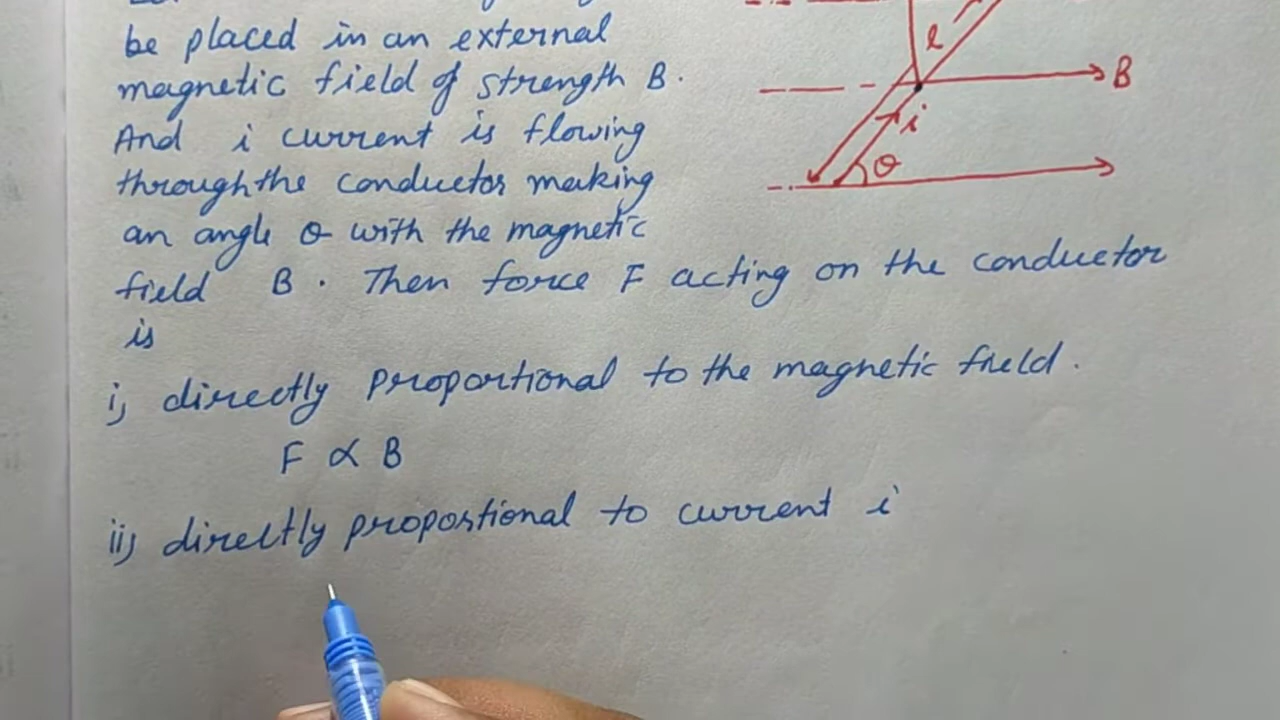 be placed in an external
magnetic field of strength B.
And i current is flowing
through the conductor making
an angle θ with the magnetic
field B. Then force F acting on the conductor
is
i) directly proportional to the magnetic field.
F ∝ B
ii) directly proportional to current i
l
B
i
θ